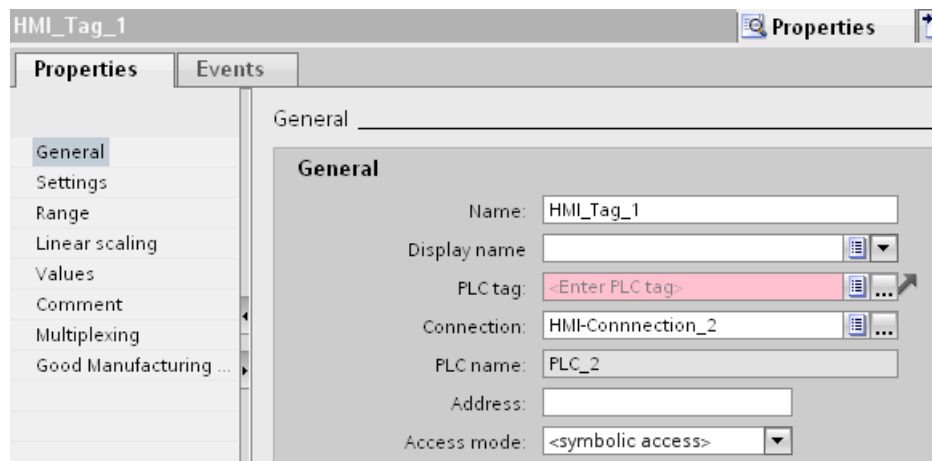 HMI_Tag_1
Properties
Properties
Events
General
Settings
Range
Linear scaling
Values
Comment
Multiplexing
Good Manufacturing ...
General
General
Name: HMI_Tag_1
Display name
PLC tag: <Enter PLC tag> ...
Connection: HMI-Connnection_2 ...
PLC name: PLC_2
Address:
Access mode: <symbolic access>